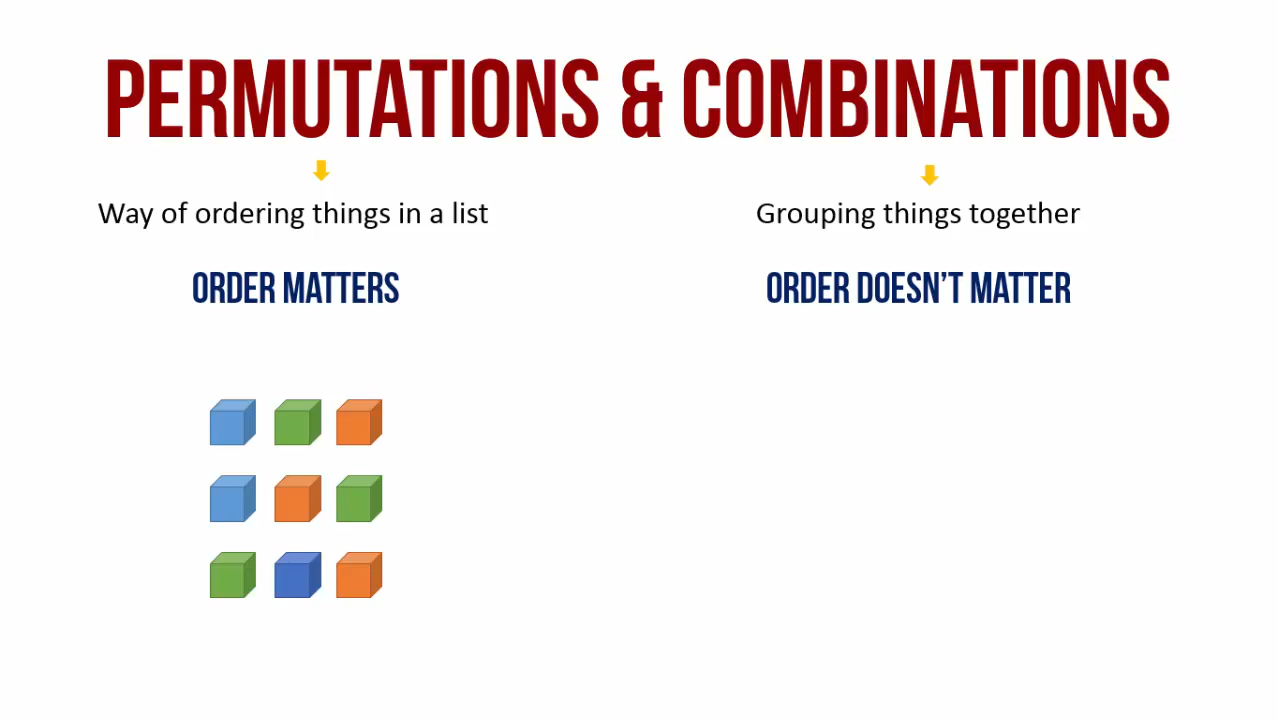 PERMUTATIONS & COMBINATIONS
Way of ordering things in a list
Grouping things together
ORDER MATTERS
ORDER DOESN'T MATTER